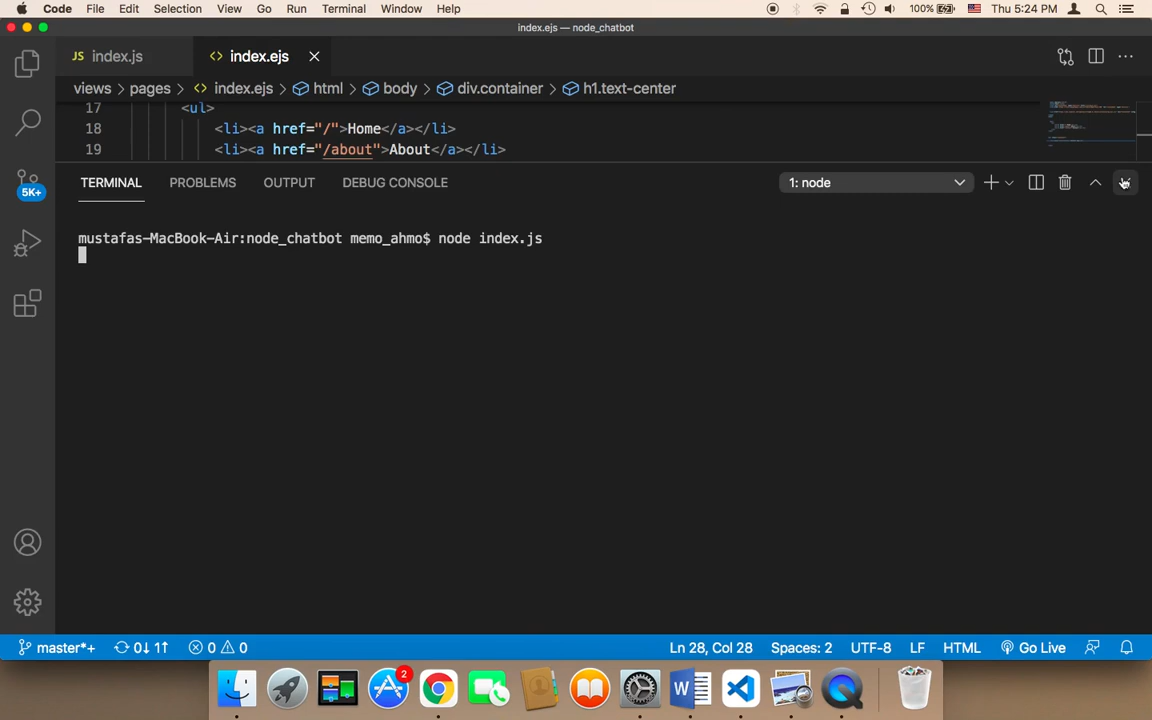 Code File Edit Selection View Go Run Terminal Window Help 100% Thu 5:24 PM
index.ejs — node_chatbot
JS index.js index.ejs
views pages index.ejs html body div.container h1.text-center
17 <ul>
18 <li><a href="/">Home</a></li>
19 <li><a href="/about">About</a></li>
TERMINAL PROBLEMS OUTPUT DEBUG CONSOLE 1: node
5K+
mustafas-MacBook-Air:node_chatbot memo_ahmo$ node index.js
master*+ 0↓ 1↑ 0 0 Ln 28, Col 28 Spaces: 2 UTF-8 LF HTML Go Live
2
W